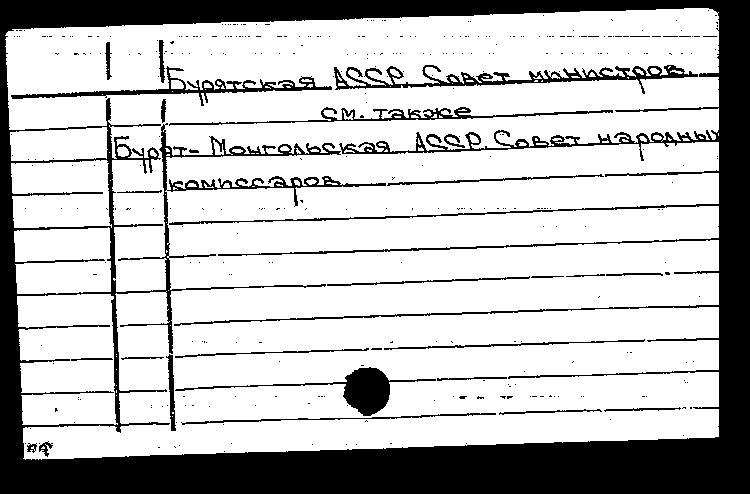 Бурятская АССР. Совет министров.
см. также
Бурят-Монгольская АССР. Совет народных
комиссаров.